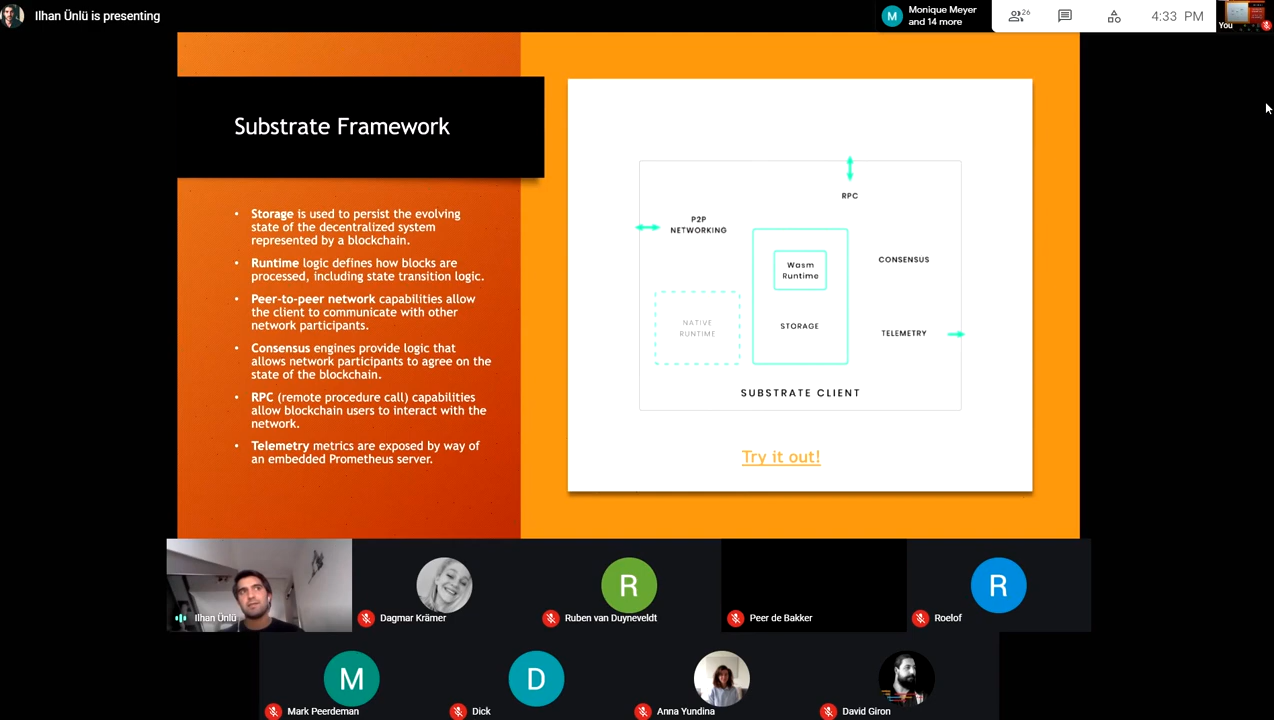 Ilhan Ünlü is presenting
M
Monique Meyer
and 14 more
26
4:33 PM
You
Substrate Framework
• Storage is used to persist the evolving
state of the decentralized system
represented by a blockchain.
• Runtime logic defines how blocks are
processed, including state transition logic.
• Peer-to-peer network capabilities allow
the client to communicate with other
network participants.
• Consensus engines provide logic that
allows network participants to agree on the
state of the blockchain.
• RPC (remote procedure call) capabilities
allow blockchain users to interact with the
network.
• Telemetry metrics are exposed by way of
an embedded Prometheus server.
RPC
P2P
NETWORKING
CONSENSUS
Wasm
Runtime
NATIVE
RUNTIME
STORAGE
TELEMETRY
SUBSTRATE CLIENT
Try it out!
R
R
Ilhan Ünlü
Dagmar Krämer
Ruben van Duyneveldt
Peer de Bakker
Roelof
M
D
Mark Peerdeman
Dick
Anna Yundina
David Giron